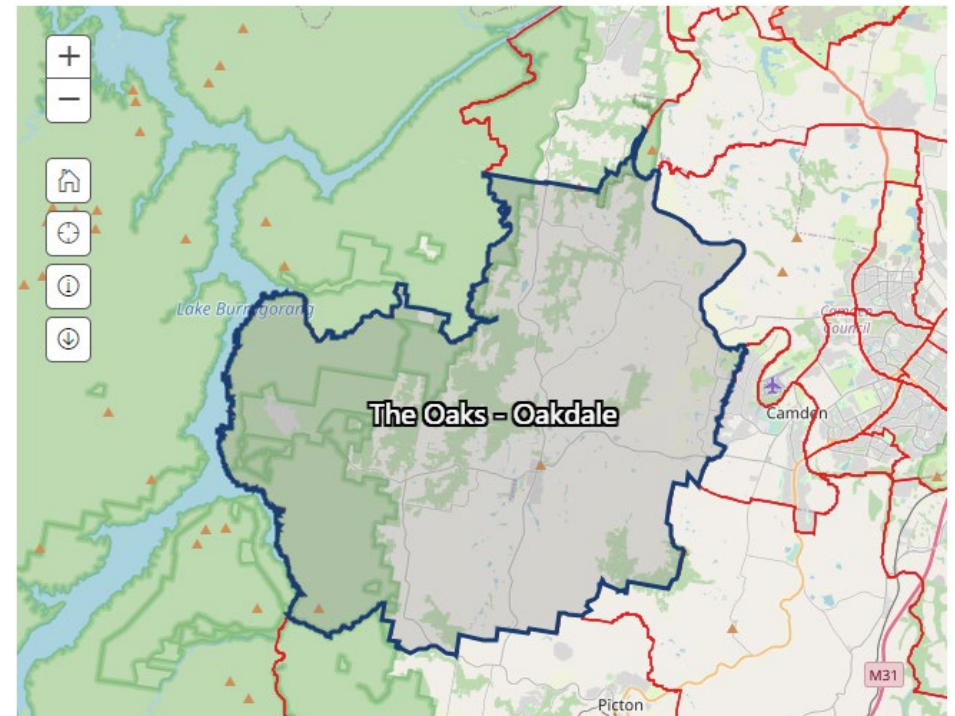 +
−
Lake Burragorang
Camden
Council
The Oaks - Oakdale
Camden
M31
Picton